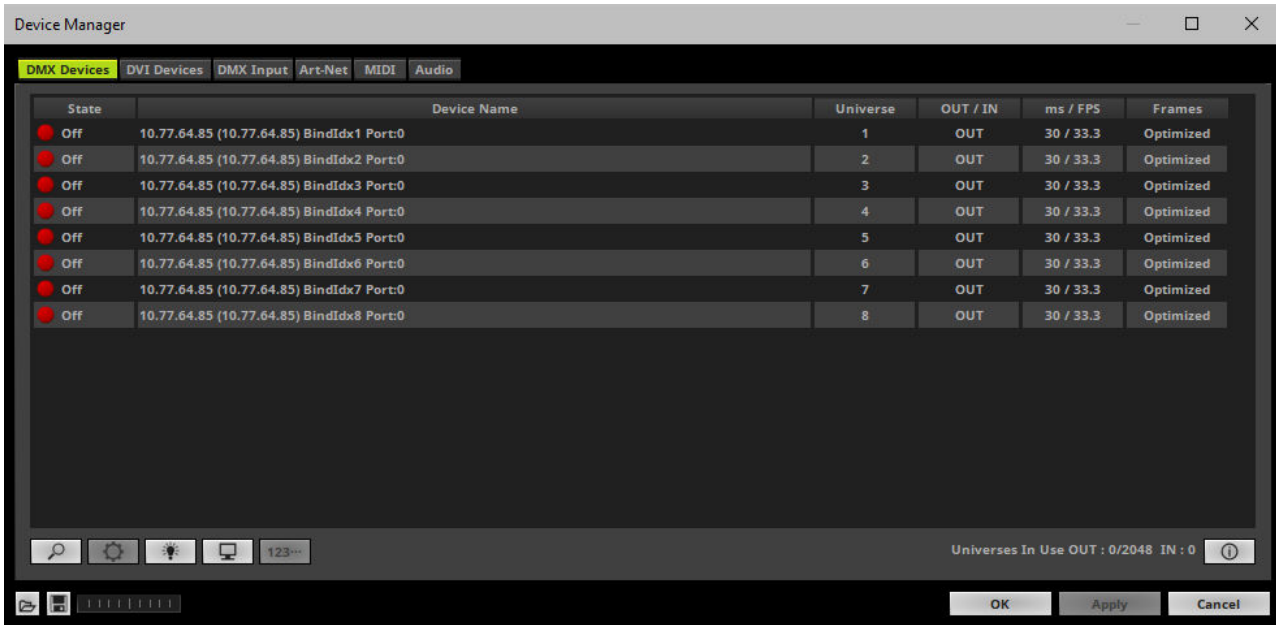 Device Manager
DMX Devices DVI Devices DMX Input Art-Net MIDI Audio
State Device Name Universe OUT / IN ms / FPS Frames
Off 10.77.64.85 (10.77.64.85) BindIdx1 Port:0 1 OUT 30 / 33.3 Optimized
Off 10.77.64.85 (10.77.64.85) BindIdx2 Port:0 2 OUT 30 / 33.3 Optimized
Off 10.77.64.85 (10.77.64.85) BindIdx3 Port:0 3 OUT 30 / 33.3 Optimized
Off 10.77.64.85 (10.77.64.85) BindIdx4 Port:0 4 OUT 30 / 33.3 Optimized
Off 10.77.64.85 (10.77.64.85) BindIdx5 Port:0 5 OUT 30 / 33.3 Optimized
Off 10.77.64.85 (10.77.64.85) BindIdx6 Port:0 6 OUT 30 / 33.3 Optimized
Off 10.77.64.85 (10.77.64.85) BindIdx7 Port:0 7 OUT 30 / 33.3 Optimized
Off 10.77.64.85 (10.77.64.85) BindIdx8 Port:0 8 OUT 30 / 33.3 Optimized
123... Universes In Use OUT : 0/2048 IN : 0
OK Apply Cancel